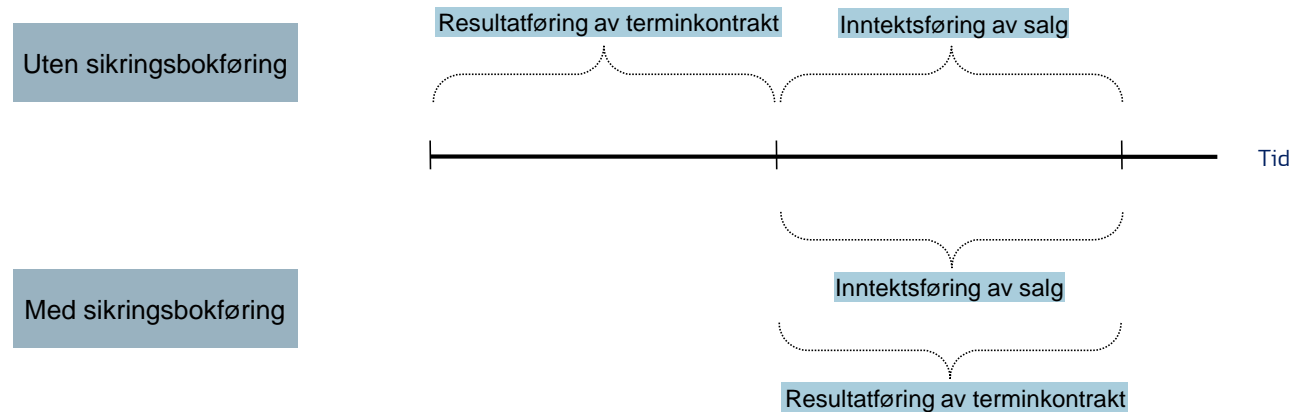 Resultatføring av terminkontrakt
Inntektsføring av salg
Uten sikringsbokføring
Tid
Inntektsføring av salg
Med sikringsbokføring
Resultatføring av terminkontrakt